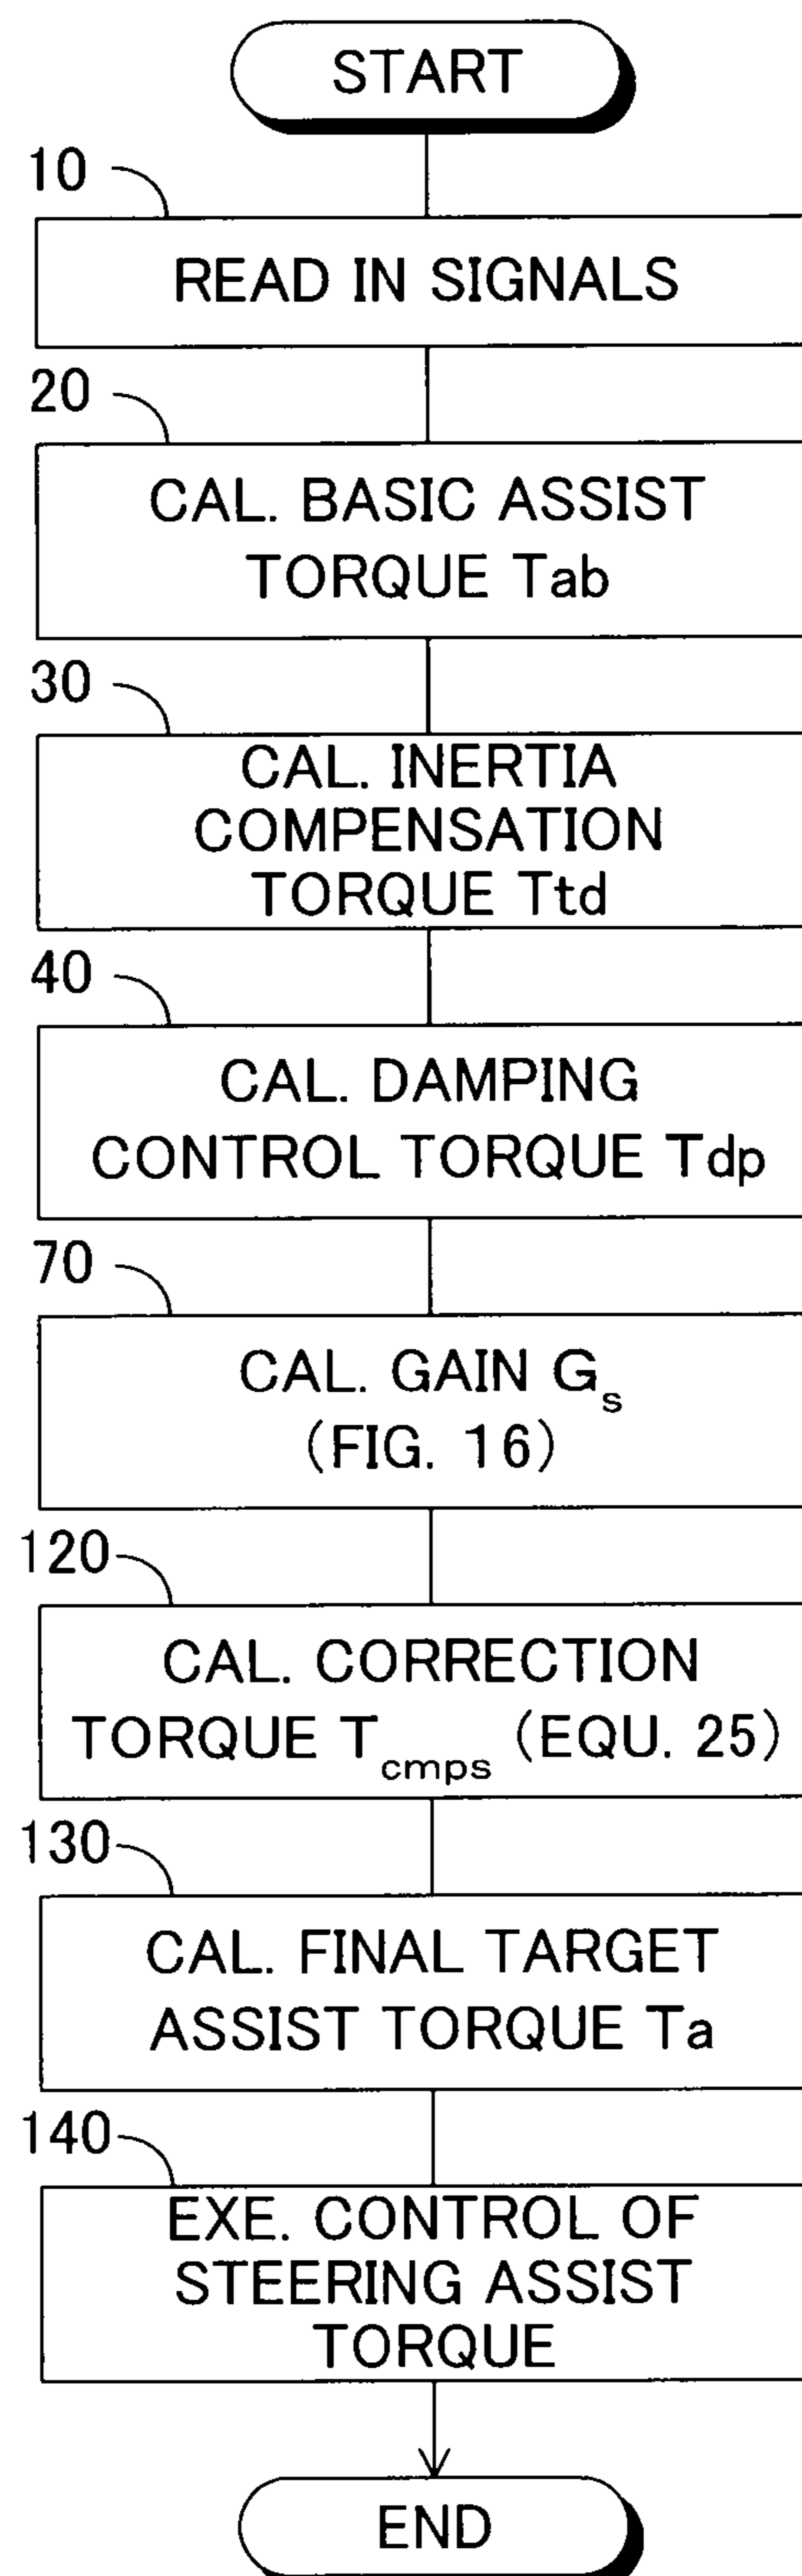 START
10
READ IN SIGNALS
20
CAL. BASIC ASSIST
TORQUE Tab
30
CAL. INERTIA
COMPENSATION
TORQUE Ttd
40
CAL. DAMPING
CONTROL TORQUE Tdp
70
CAL. GAIN Gs
(FIG. 16)
120
CAL. CORRECTION
TORQUE Tcmps (EQU. 25)
130
CAL. FINAL TARGET
ASSIST TORQUE Ta
140
EXE. CONTROL OF
STEERING ASSIST
TORQUE
END